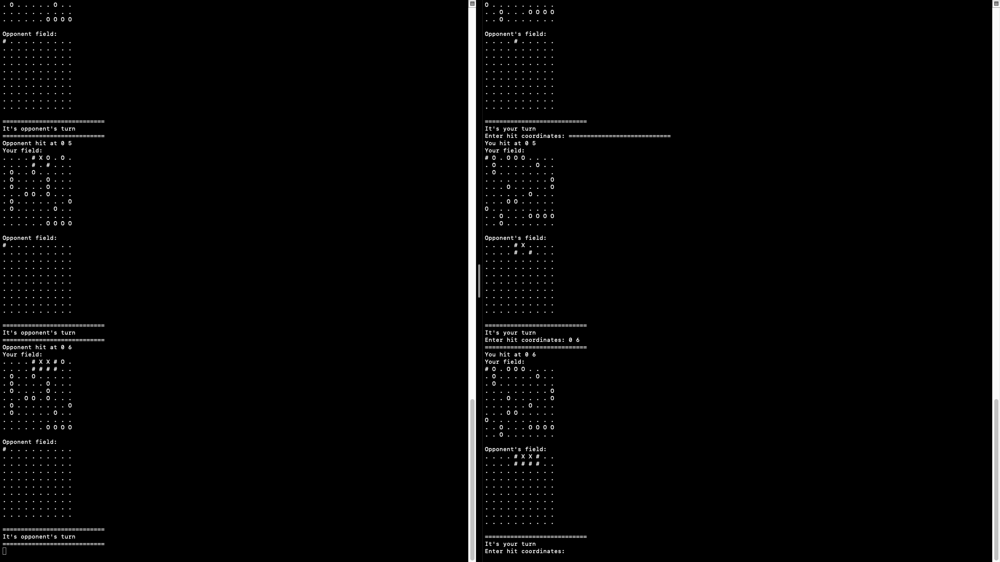 . O . . . . . O . .
. . . . . . . . . .
. . . . . . O O O O
Opponent field:
# . . . . . . . . .
. . . . . . . . . .
. . . . . . . . . .
. . . . . . . . . .
. . . . . . . . . .
. . . . . . . . . .
. . . . . . . . . .
. . . . . . . . . .
. . . . . . . . . .
. . . . . . . . . .
============================
It's opponent's turn
============================
Opponent hit at 0 5
Your field:
. . . . # X O . O .
. . . . # . # . . .
. O . . O . . . . .
. O . . . . O . . .
. O . . . . O . . .
. . . O O . O . . .
. O . . . . . . . O
. O . . . . . O . .
. . . . . . . . . .
. . . . . . O O O O
Opponent field:
# . . . . . . . . .
. . . . . . . . . .
. . . . . . . . . .
. . . . . . . . . .
. . . . . . . . . .
. . . . . . . . . .
. . . . . . . . . .
. . . . . . . . . .
. . . . . . . . . .
. . . . . . . . . .
============================
It's opponent's turn
============================
Opponent hit at 0 6
Your field:
. . . . # X X # O .
. . . . # # # # . .
. O . . O . . . . .
. O . . . . O . . .
. O . . . . O . . .
. . . O O . O . . .
. O . . . . . . . O
. O . . . . . O . .
. . . . . . . . . .
. . . . . . O O O O
Opponent field:
# . . . . . . . . .
. . . . . . . . . .
. . . . . . . . . .
. . . . . . . . . .
. . . . . . . . . .
. . . . . . . . . .
. . . . . . . . . .
. . . . . . . . . .
. . . . . . . . . .
. . . . . . . . . .
============================
It's opponent's turn
============================
O . . . . . . . . .
. . O . . . O O O O
. . O . . . . . . .
Opponent's field:
. . . . # . . . . .
. . . . . . . . . .
. . . . . . . . . .
. . . . . . . . . .
. . . . . . . . . .
. . . . . . . . . .
. . . . . . . . . .
. . . . . . . . . .
. . . . . . . . . .
. . . . . . . . . .
============================
It's your turn
Enter hit coordinates: ============================
You hit at 0 5
Your field:
# O . O O O . . . .
. O . . . . . O . .
. O . . . . . . . .
. . . . . . . . . O
. . . O . . . . . O
. . . . . . O . . .
. . . O O . . . . .
O . . . . . . . . .
. . O . . . O O O O
. . O . . . . . . .
Opponent's field:
. . . . # X . . . .
. . . . # . # . . .
. . . . . . . . . .
. . . . . . . . . .
. . . . . . . . . .
. . . . . . . . . .
. . . . . . . . . .
. . . . . . . . . .
. . . . . . . . . .
. . . . . . . . . .
============================
It's your turn
Enter hit coordinates: 0 6
============================
You hit at 0 6
Your field:
# O . O O O . . . .
. O . . . . . O . .
. O . . . . . . . .
. . . . . . . . . O
. . . O . . . . . O
. . . . . . O . . .
. . . O O . . . . .
O . . . . . . . . .
. . O . . . O O O O
. . O . . . . . . .
Opponent's field:
. . . . # X X # . .
. . . . # # # # . .
. . . . . . . . . .
. . . . . . . . . .
. . . . . . . . . .
. . . . . . . . . .
. . . . . . . . . .
. . . . . . . . . .
. . . . . . . . . .
. . . . . . . . . .
============================
It's your turn
Enter hit coordinates: